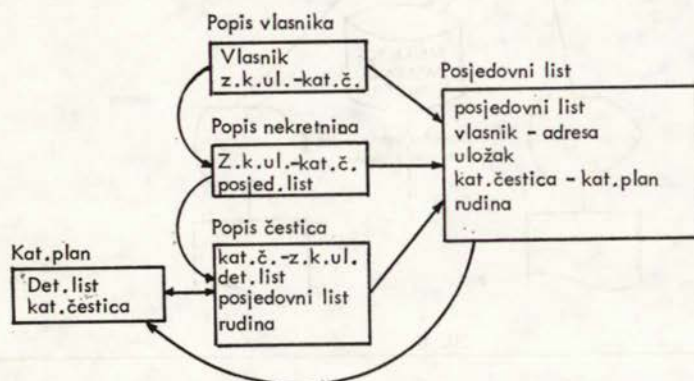 Popis vlasnika
Vlasnik
z.k.ul.-kat.č.
Popis nekretnina
Z.k.ul.-kat.č.
posjed.list
Popis čestica
kat.č.-z.k.ul.
det.list
posjedovni list
rudina
Kat.plan
Det.list
kat.čestica
Posjedovni list
posjedovni list
vlasnik - adresa
uložak
kat.čestica - kat.plan
rudina